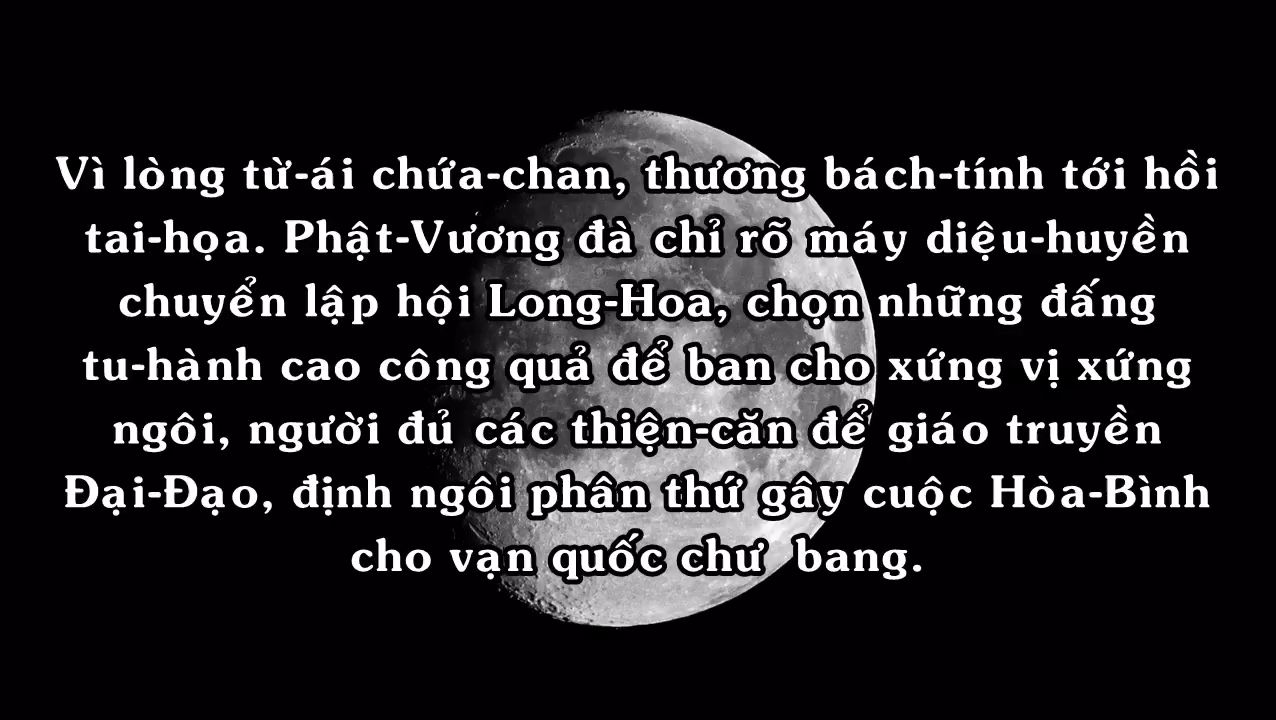 Vì lòng từ-ái chứa-chan, thương bách-tính tới hồi
tai-họa. Phật-Vương đà chỉ rõ máy diệu-huyền
chuyển lập hội Long-Hoa, chọn những đấng
tu-hành cao công quả để ban cho xứng vị xứng
ngôi, người đủ các thiện-căn để giáo truyền
Đại-Đạo, định ngôi phân thứ gây cuộc Hòa-Bình
cho vạn quốc chư  bang.